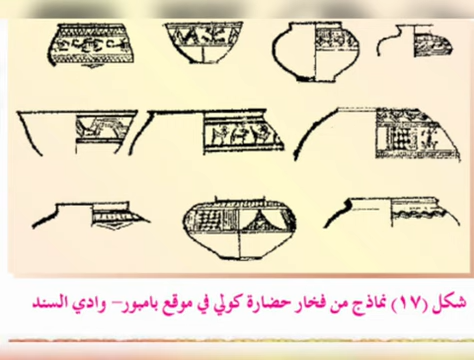 شكل (١٧) نماذج من فخار حضارة كولي في موقع بامبور– وادي السند